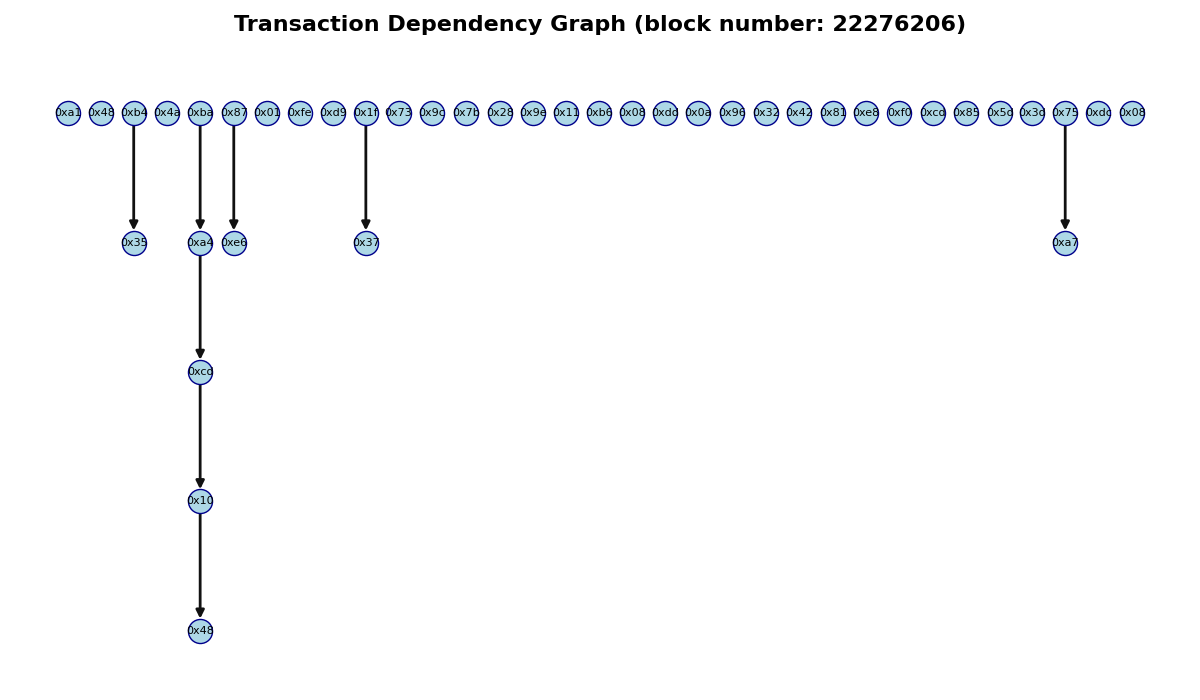 Transaction Dependency Graph (block number: 22276206)
0xa1 0x48 0xb4 0x4a 0xba 0x87 0x01 0xfe 0xd9 0x1f 0x73 0x9c 0x7b 0x28 0x9e 0x11 0xb6 0x08 0xdd 0x0a 0x96 0x32 0x42 0x81 0xe8 0xf0 0xcd 0x85 0x5d 0x3d 0x75 0xdc 0x08
0x35 0xa4 0xe6 0x37 0xa7
0xcd
0x10
0x48